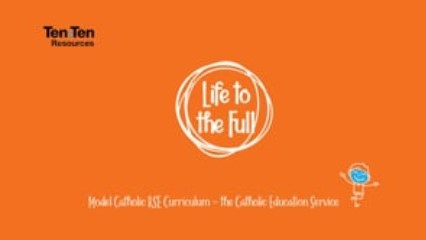 Ten Ten
Resources
Life to
the Full
Model Catholic RSE Curriculum – the Catholic Education Service